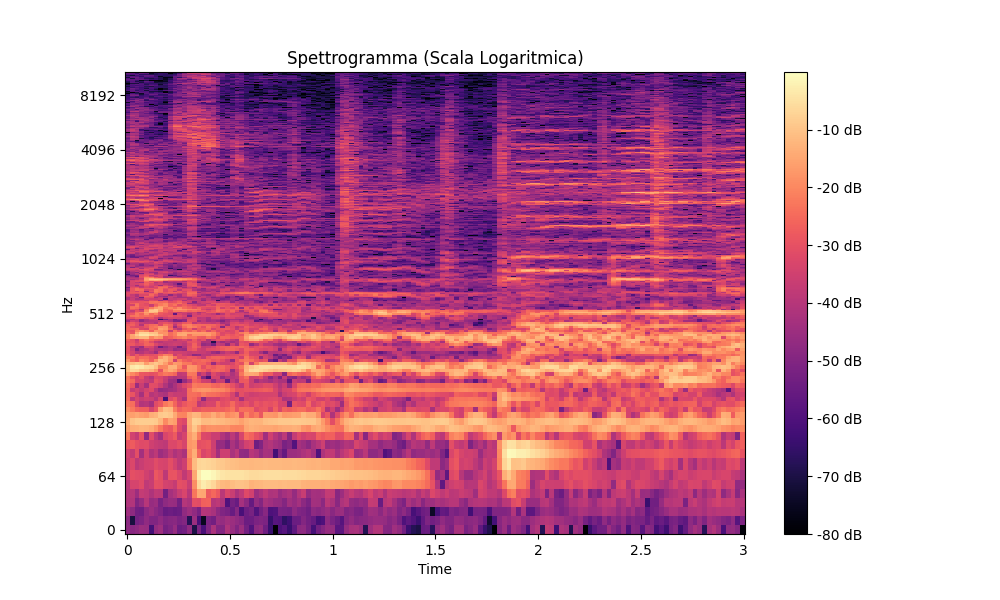 Spettrogramma (Scala Logaritmica)
8192
4096
2048
1024
512
256
128
64
0
Hz
0
0.5
1
1.5
2
2.5
3
Time
-10 dB
-20 dB
-30 dB
-40 dB
-50 dB
-60 dB
-70 dB
-80 dB